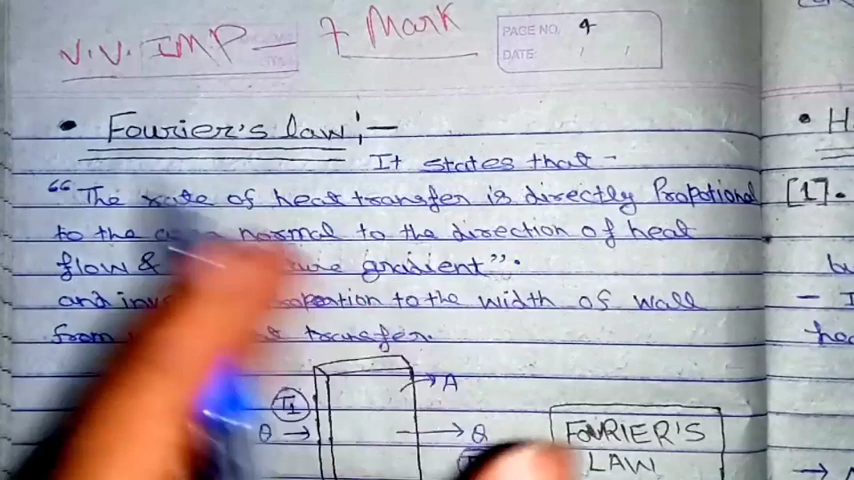 V.V. IMP — 7 Mark
PAGE NO. 4
DATE: / /
• Fourier's law :—
It states that -
“ The rate of heat transfer is directly Propotional
to the normal to the direction of heat
flow & gradient”.
and proportion to the width of wall
from transfer.
→ A
T1
Q → → Q
FOURIER'S
LAW
• H
[1].